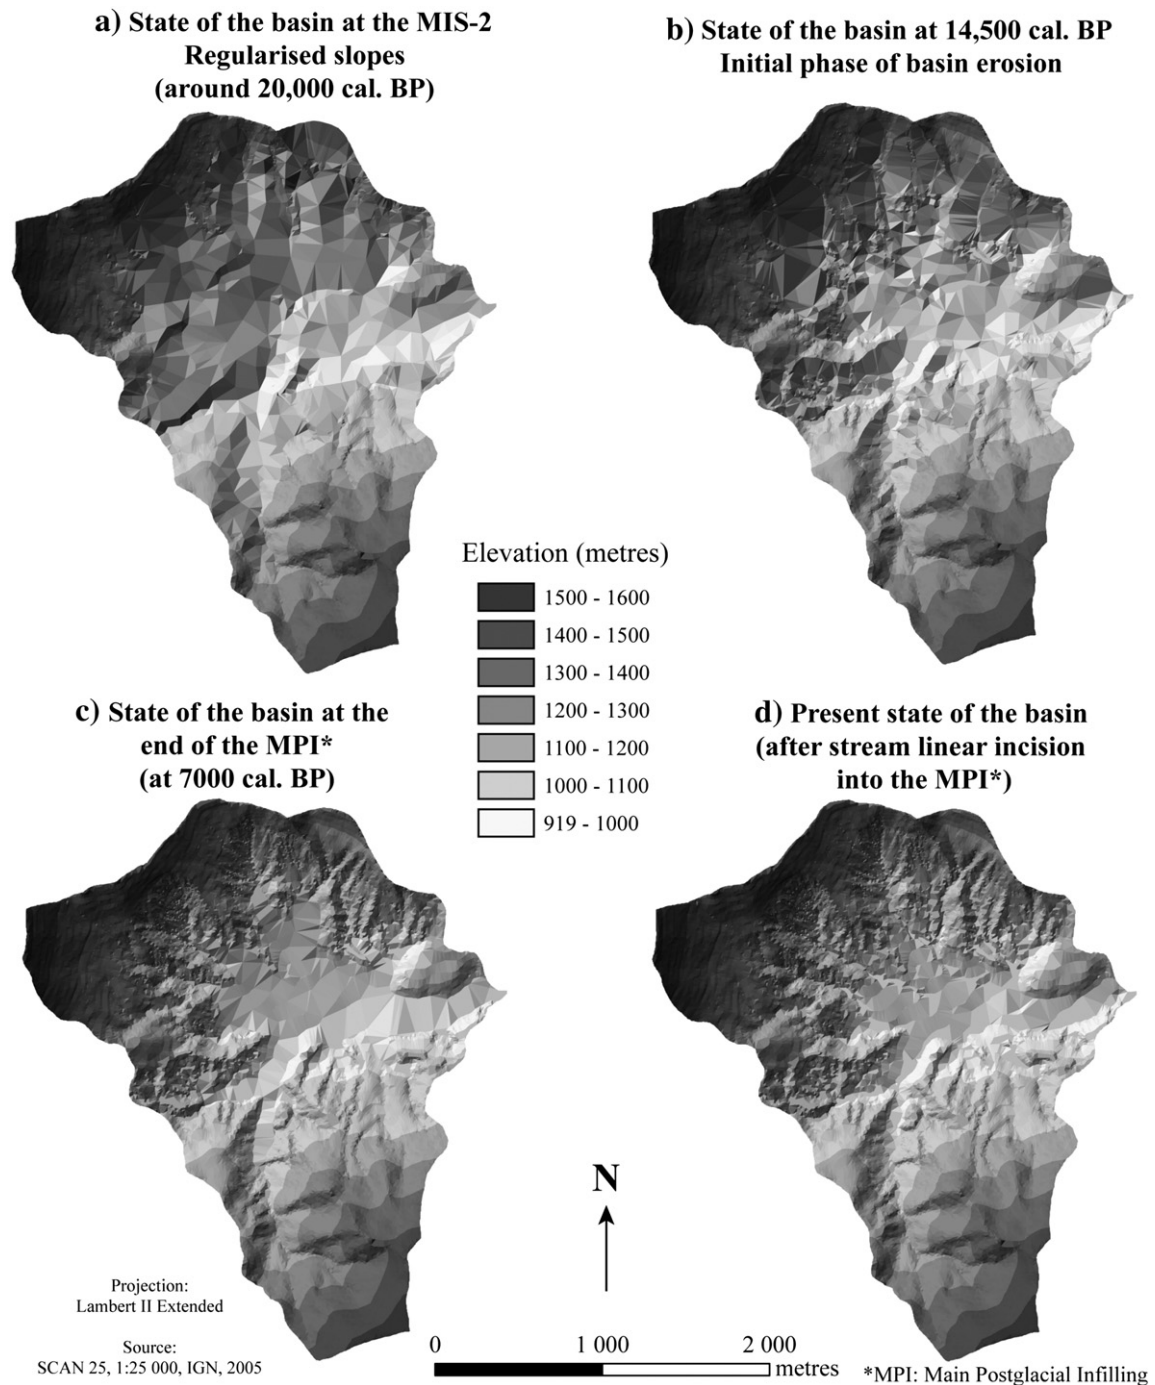 a) State of the basin at the MIS-2
Regularised slopes
(around 20,000 cal. BP)
b) State of the basin at 14,500 cal. BP
Initial phase of basin erosion
Elevation (metres)
1500 - 1600
1400 - 1500
1300 - 1400
1200 - 1300
1100 - 1200
1000 - 1100
919 - 1000
c) State of the basin at the
end of the MPI*
(at 7000 cal. BP)
d) Present state of the basin
(after stream linear incision
into the MPI*)
N
Projection:
Lambert II Extended
Source:
SCAN 25, 1:25 000, IGN, 2005
0 1 000 2 000
metres
*MPI: Main Postglacial Infilling